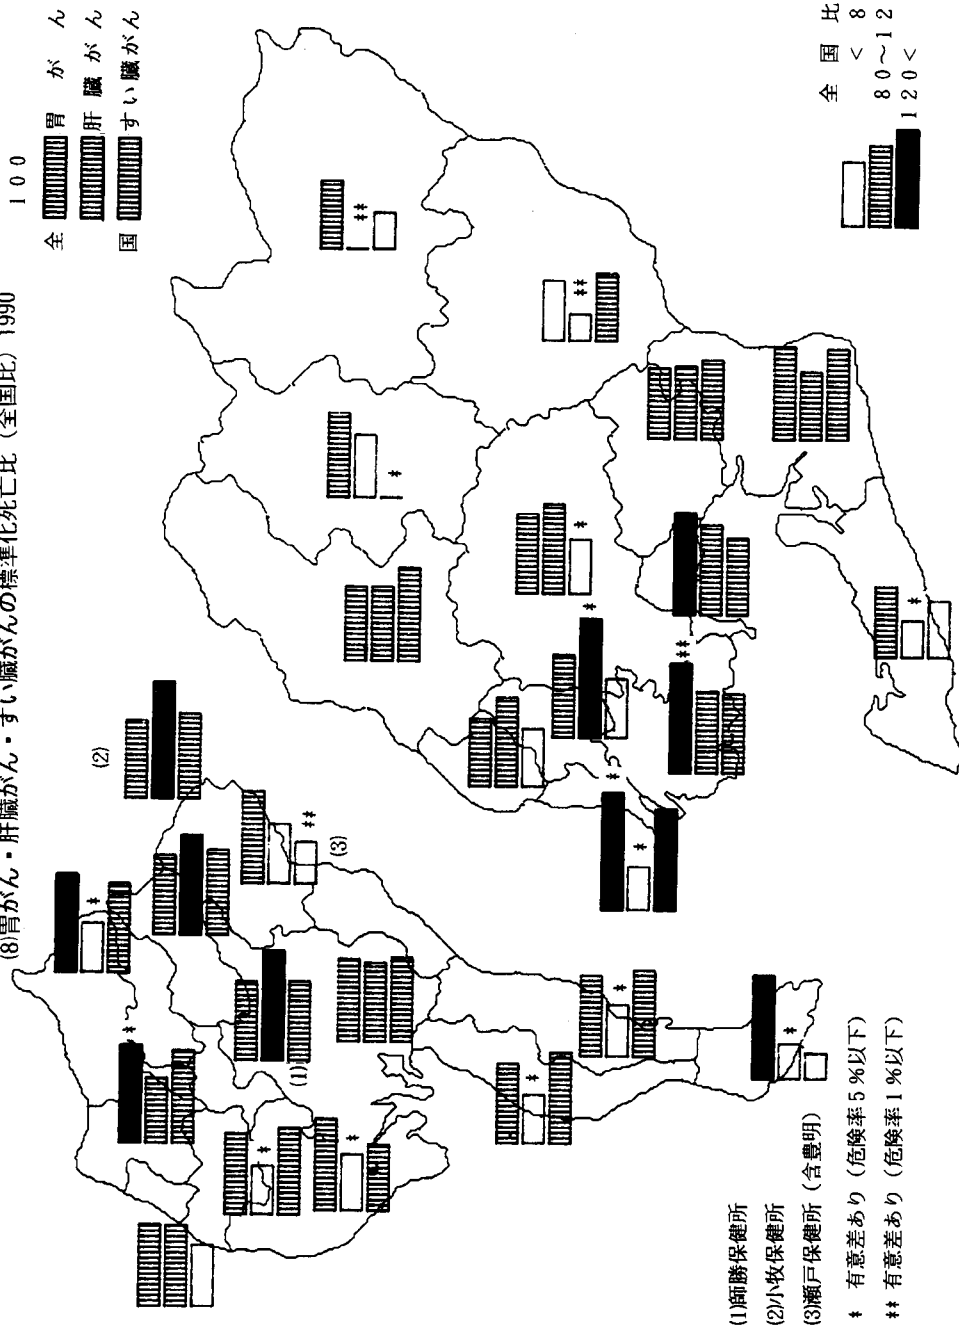 (8)胃がん・肝臓がん・すい臓がんの標準化死亡比（全国比）1990
100
全国
胃がん
肝臓がん
すい臓がん
(2)
(3)
(1)
**
*
**
*
*
**
*
*
*
**
*
*
*
*
*
*
*
**
全国比
< 8
80～12
120<
(1)師勝保健所
(2)小牧保健所
(3)瀬戸保健所（含豊明）
* 有意差あり（危険率5％以下）
** 有意差あり（危険率1％以下）